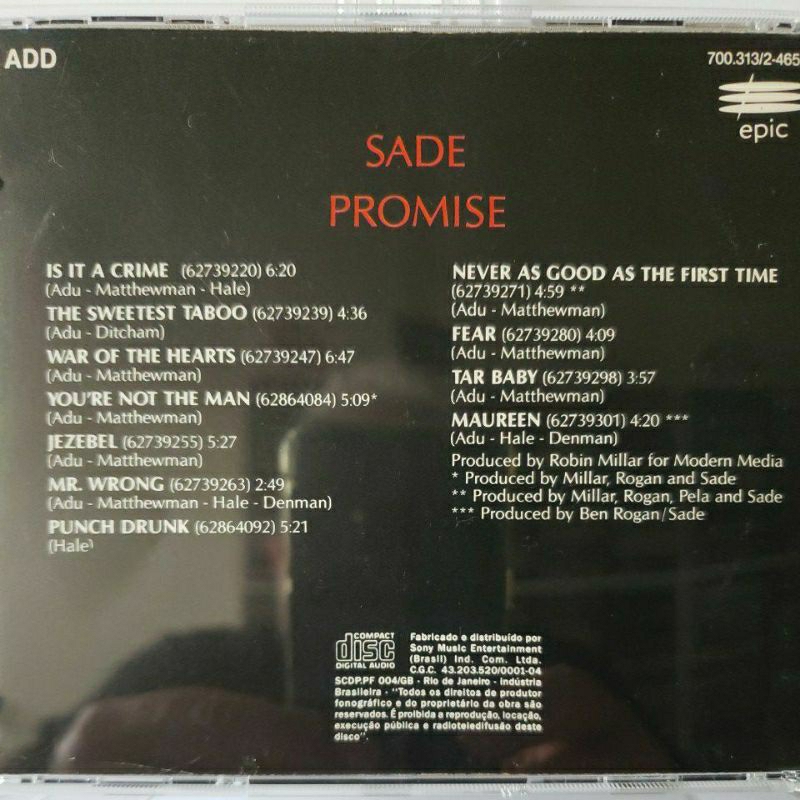 ADD
700.313/2-465
epic
SADE
PROMISE
IS IT A CRIME (62739220) 6:20
(Adu - Matthewman - Hale)
THE SWEETEST TABOO (62739239) 4:36
(Adu - Ditcham)
WAR OF THE HEARTS (62739247) 6:47
(Adu - Matthewman)
YOU'RE NOT THE MAN (62864084) 5:09*
(Adu - Matthewman)
JEZEBEL (62739255) 5:27
(Adu - Matthewman)
MR. WRONG (62739263) 2:49
(Adu - Matthewman - Hale - Denman)
PUNCH DRUNK (62864092) 5:21
(Hale)
NEVER AS GOOD AS THE FIRST TIME
(62739271) 4:59 **
(Adu - Matthewman)
FEAR (62739280) 4:09
(Adu - Matthewman)
TAR BABY (62739298) 3:57
(Adu - Matthewman)
MAUREEN (62739301) 4:20 ***
(Adu - Hale - Denman)
Produced by Robin Millar for Modern Media
* Produced by Millar, Rogan and Sade
** Produced by Millar, Rogan, Pela and Sade
*** Produced by Ben Rogan/Sade
COMPACT
disc
DIGITAL AUDIO
Fabricado e distribuído por
Sony Music Entertainment
(Brasil) Ind. Com. Ltda.
C.G.C. 43.203.520/0001-04
SCDP.PF 004/GB - Rio de Janeiro - Indústria
Brasileira - "Todos os direitos de produtor
fonográfico e do proprietário da obra são
reservados. É proibida a reprodução, locação,
execução pública e radioteledifusão deste
disco".